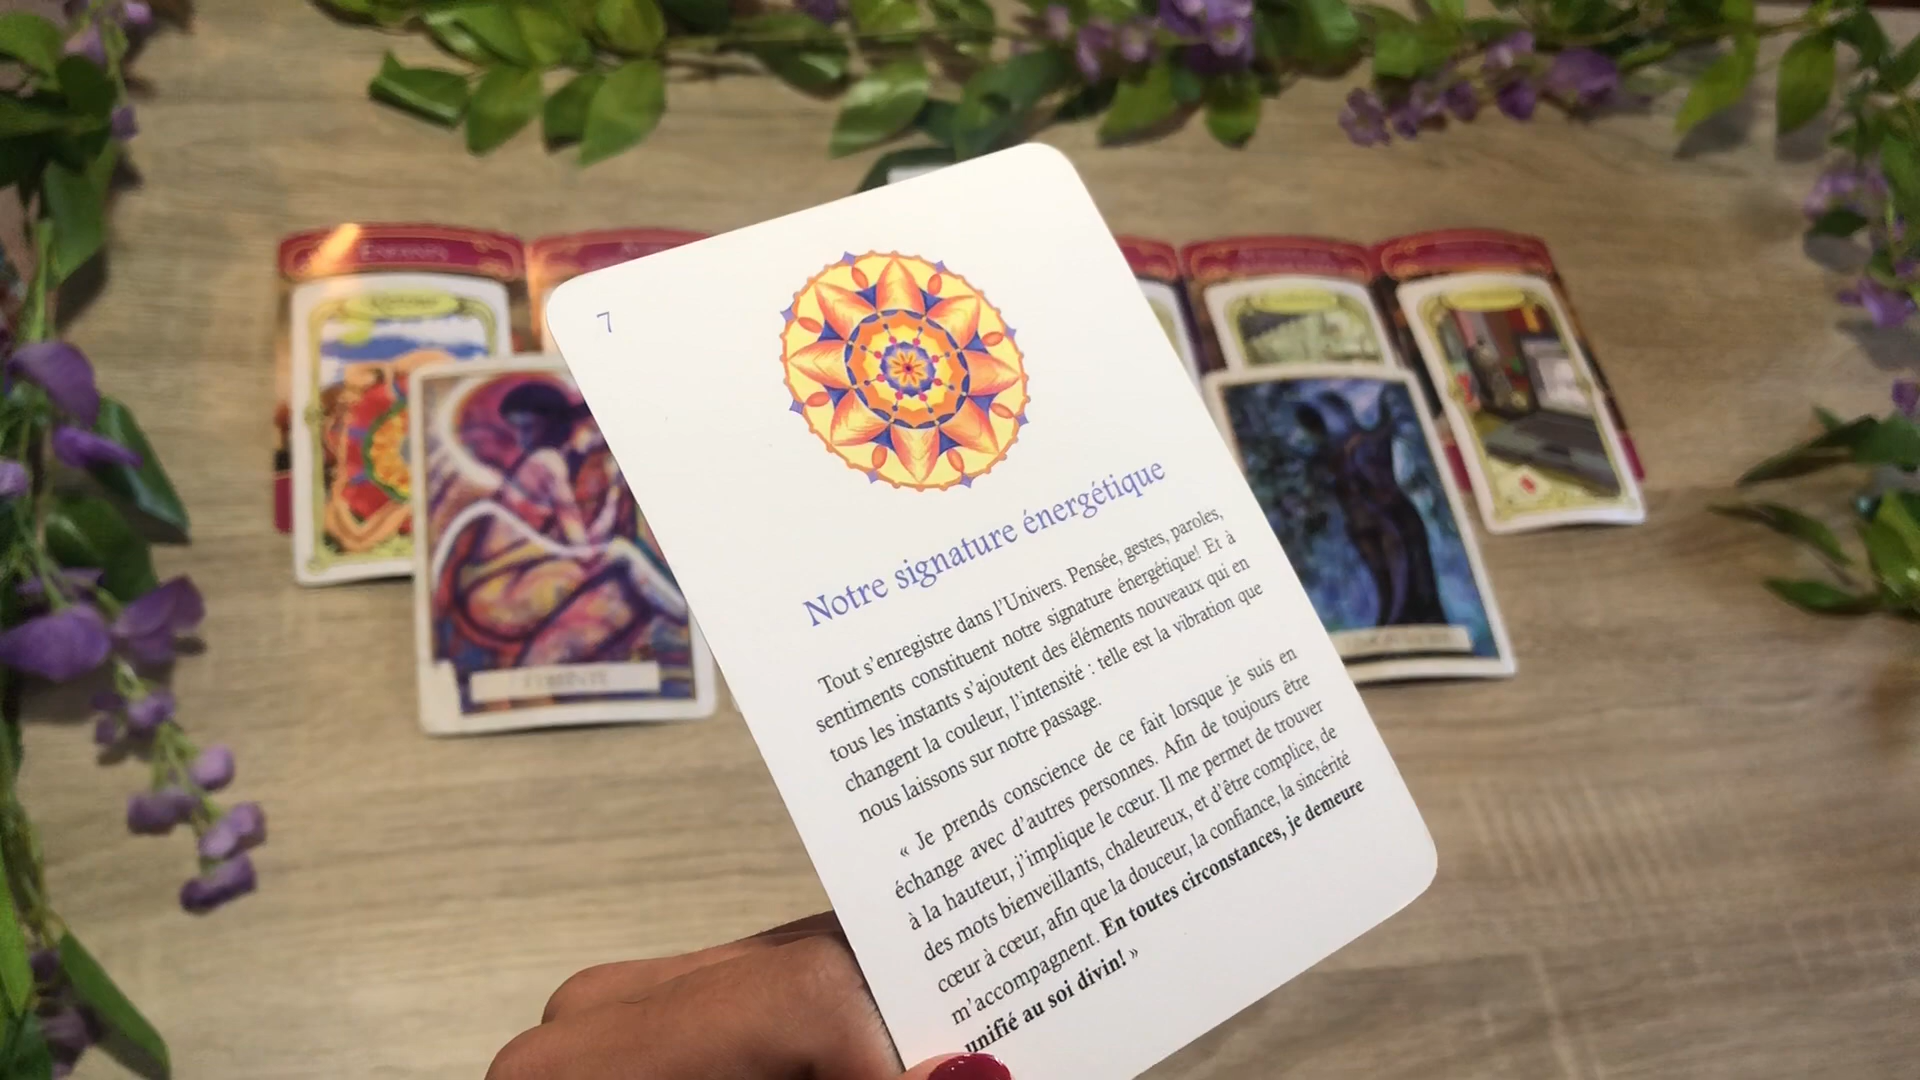 7
Notre signature énergétique
Tout s'enregistre dans l'Univers. Pensée, gestes, paroles,
sentiments constituent notre signature énergétique! Et à
tous les instants s'ajoutent des éléments nouveaux qui en
changent la couleur, l'intensité : telle est la vibration que
nous laissons sur notre passage.
« Je prends conscience de ce fait lorsque je suis en
échange avec d'autres personnes. Afin de toujours être
à la hauteur, j'implique le cœur. Il me permet de trouver
des mots bienveillants, chaleureux, et d'être complice, de
cœur à cœur, afin que la douceur, la confiance, la sincérité
m'accompagnent. En toutes circonstances, je demeure
unifié au soi divin! »